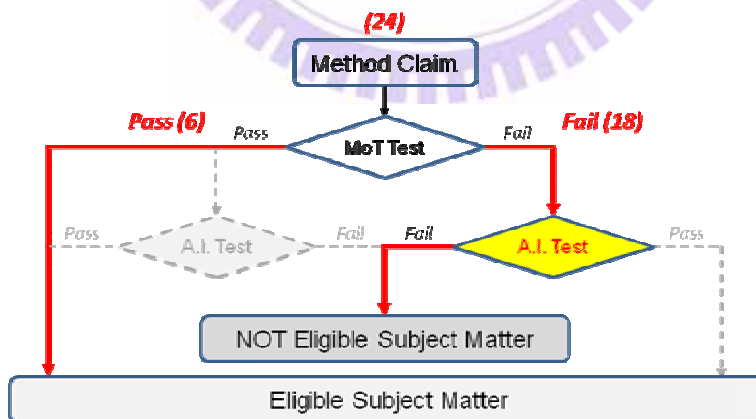 (24)
Method Claim
Pass (6)
Pass
Fail
Fail (18)
MoT Test
Pass
A.I. Test
Fail
Fail
A.I. Test
Pass
NOT Eligible Subject Matter
Eligible Subject Matter